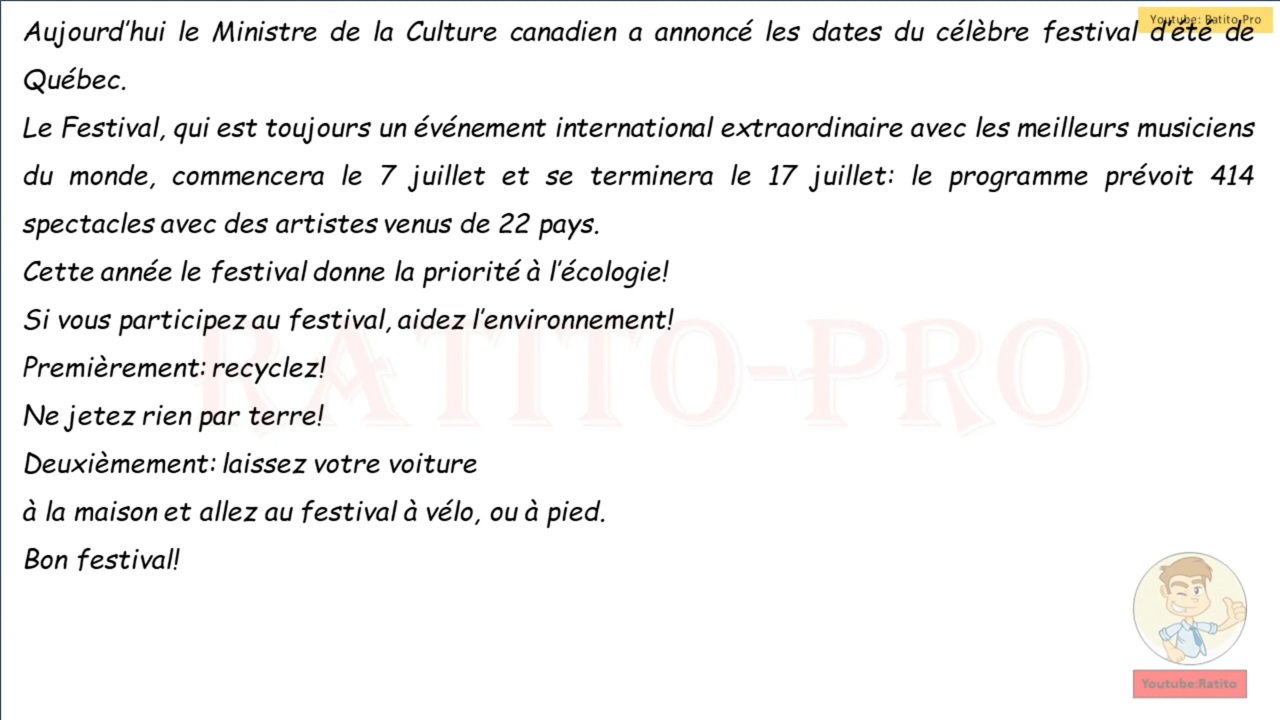 Youtube: Ratito-Pro
Aujourd'hui le Ministre de la Culture canadien a annoncé les dates du célèbre festival d'été de
Québec.
Le Festival, qui est toujours un événement international extraordinaire avec les meilleurs musiciens
du monde, commencera le 7 juillet et se terminera le 17 juillet: le programme prévoit 414
spectacles avec des artistes venus de 22 pays.
Cette année le festival donne la priorité à l'écologie!
Si vous participez au festival, aidez l'environnement!
Premièrement: recyclez!
Ne jetez rien par terre!
Deuxièmement: laissez votre voiture
à la maison et allez au festival à vélo, ou à pied.
Bon festival!
RATITO-PRO
Youtube:Ratito